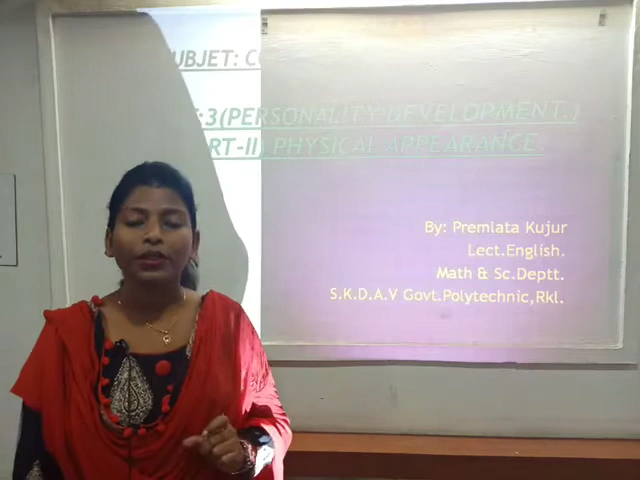 UBJET:
:3(PERSONALITY DEVELOPMENT.)
RT-II) PHYSICAL APPEARANCE.
By: Premlata Kujur
Lect.English.
Math & Sc.Deptt.
S.K.D.A.V Govt.Polytechnic,Rkl.